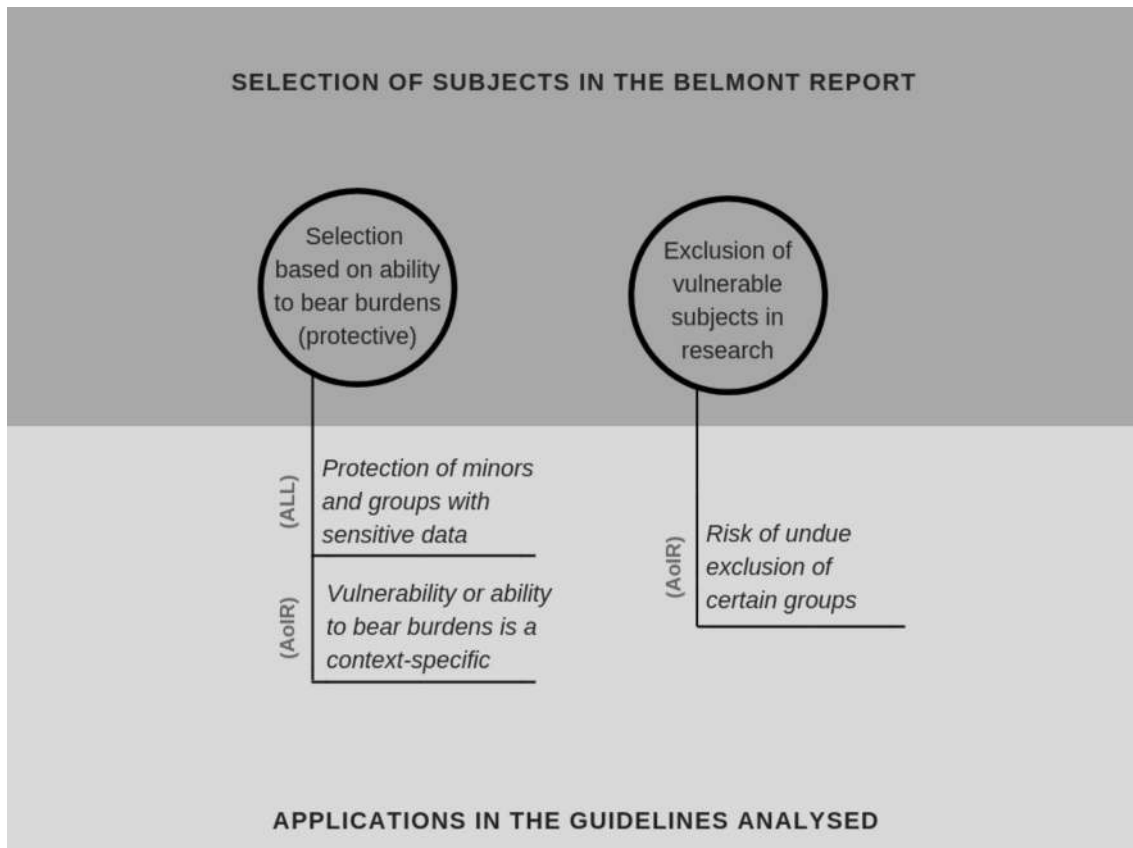 SELECTION OF SUBJECTS IN THE BELMONT REPORT
Selection
based on ability
to bear burdens
(protective)
Exclusion of
vulnerable
subjects in
research
(ALL)
Protection of minors
and groups with
sensitive data
(AoIR)
Vulnerability or ability
to bear burdens is a
context-specific
(AoIR)
Risk of undue
exclusion of
certain groups
APPLICATIONS IN THE GUIDELINES ANALYSED